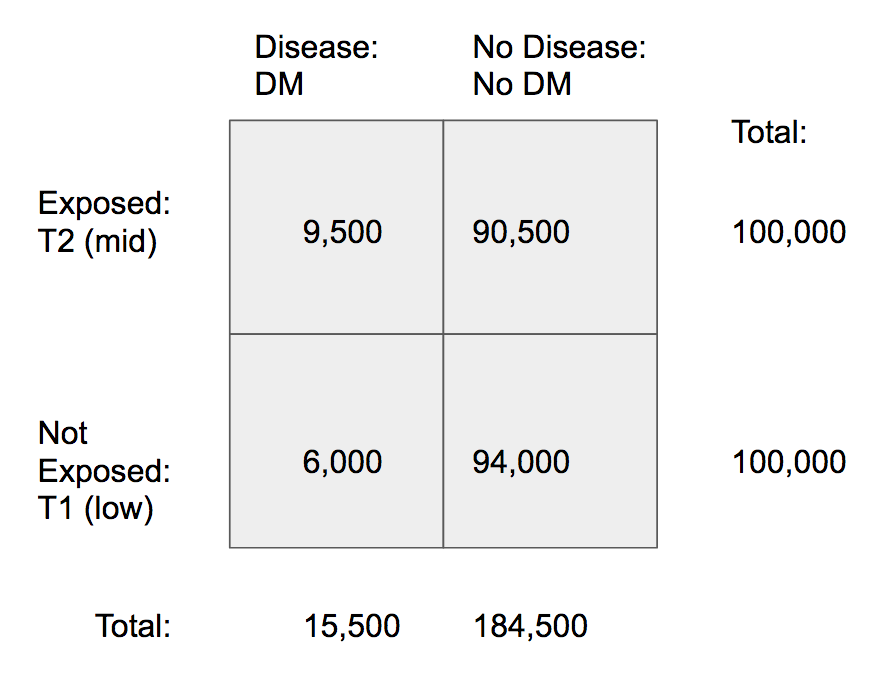 Disease: No Disease:
DM No DM
Total:
Exposed:
T2 (mid) 9,500 90,500 100,000
Not
Exposed: 6,000 94,000 100,000
T1 (low)
Total: 15,500 184,500